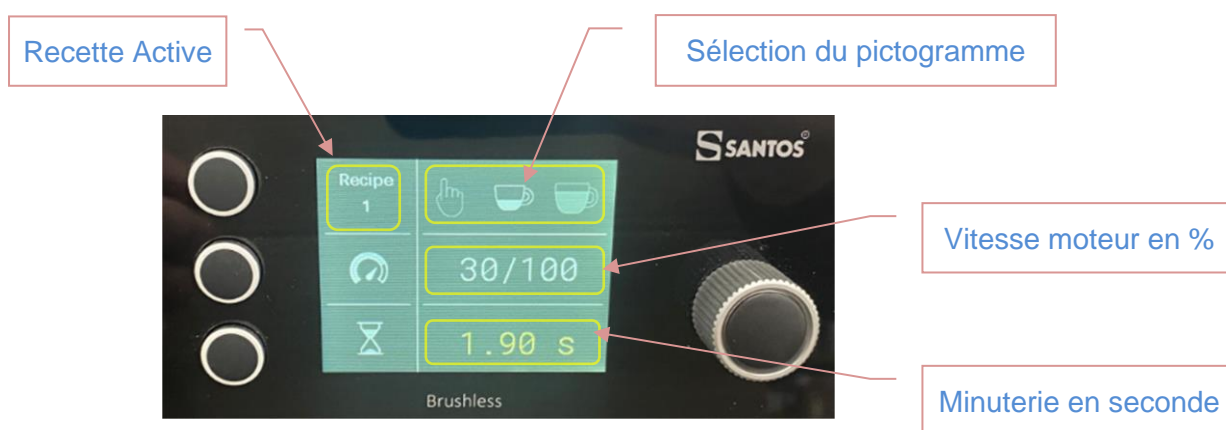 Recette Active
Sélection du pictogramme
SANTOS®
Recipe
1
30/100
Vitesse moteur en %
1.90 s
Brushless
Minuterie en seconde